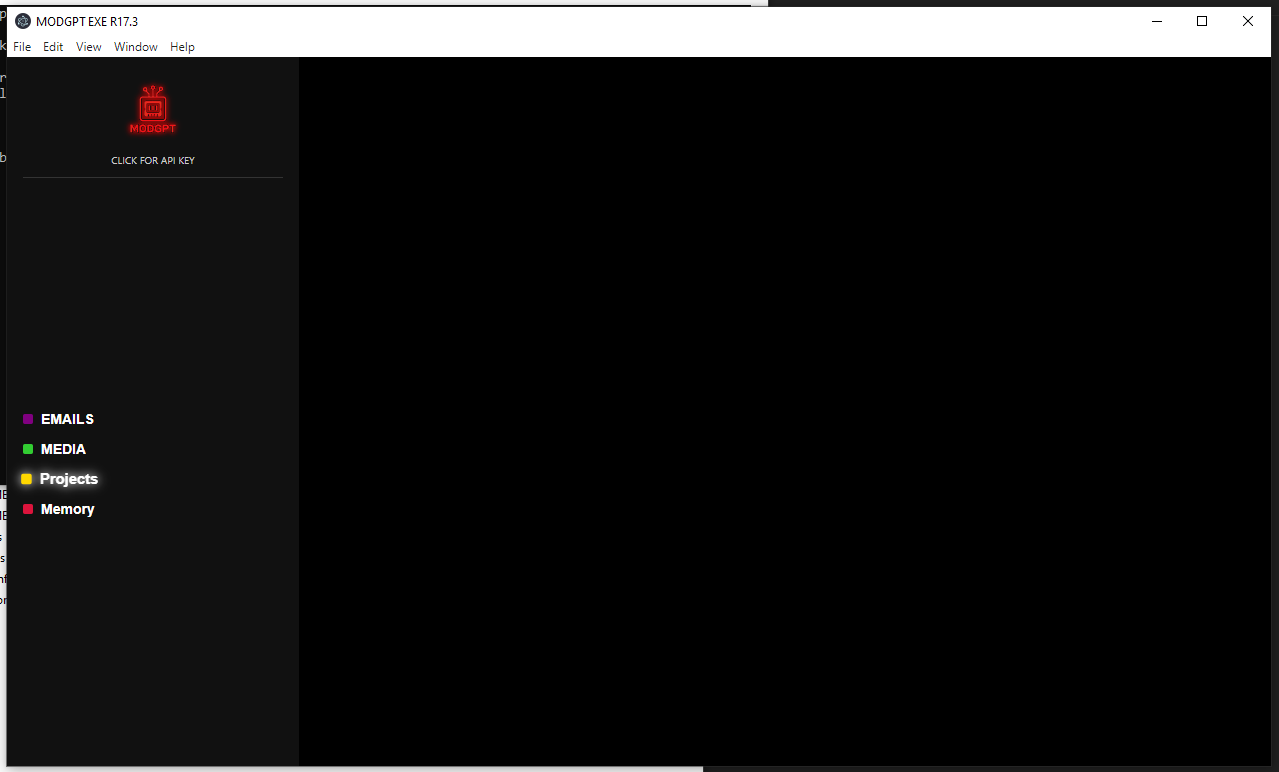 MODGPT EXE R17.3
File Edit View Window Help
MODGPT
CLICK FOR API KEY
EMAILS
MEDIA
Projects
Memory